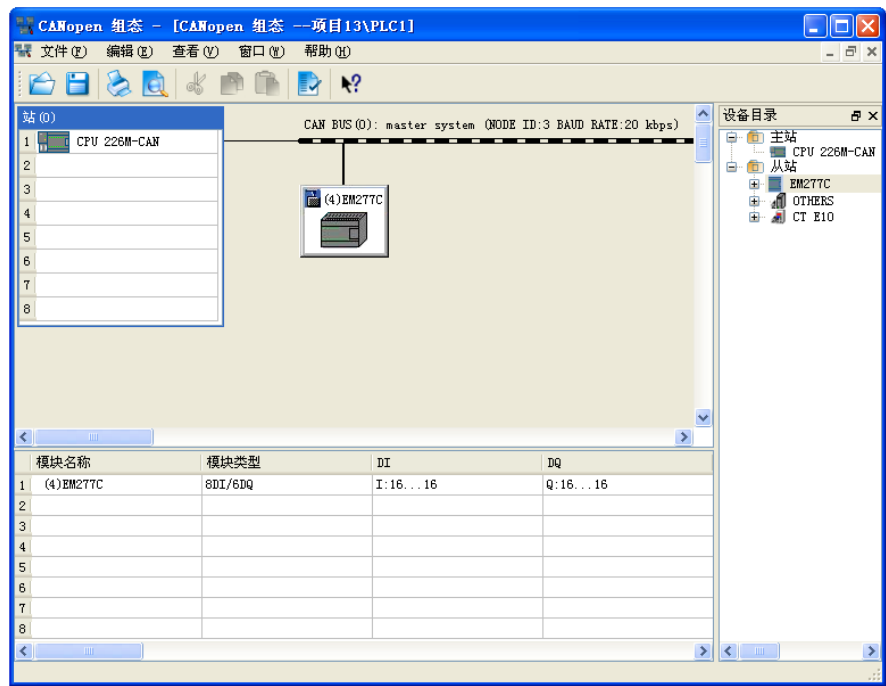 CANopen 组态 - [CANopen 组态 --项目13\PLC1]
文件(F) 编辑(E) 查看(V) 窗口(W) 帮助(H)
站(0)
1 CPU 226M-CAN
2
3
4
5
6
7
8
CAN BUS(0): master system (NODE ID:3 BAUD RATE:20 kbps)
(4)EM277C
设备目录
主站
CPU 226M-CAN
从站
EM277C
OTHERS
CT E10
模块名称 模块类型 DI DQ
1 (4)EM277C 8DI/6DQ I:16...16 Q:16...16
2
3
4
5
6
7
8